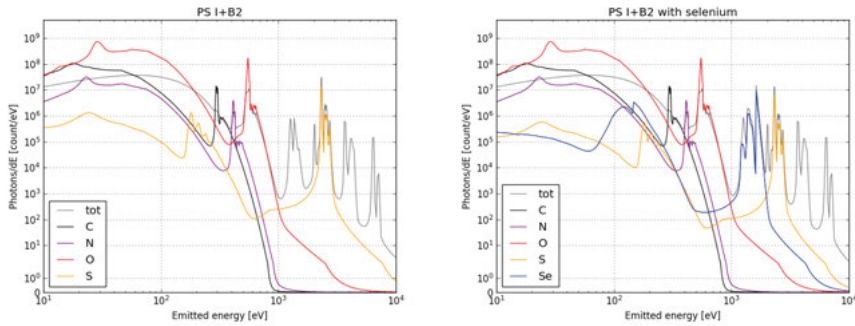 PS I+B2
Photons/dE [count/eV]
10⁹
10⁸
10⁷
10⁶
10⁵
10⁴
10³
10²
10¹
10⁰
tot
C
N
O
S
10¹
10²
10³
10⁴
Emitted energy [eV]
PS I+B2 with selenium
Photons/dE [count/eV]
10⁹
10⁸
10⁷
10⁶
10⁵
10⁴
10³
10²
10¹
10⁰
tot
C
N
O
S
Se
10¹
10²
10³
10⁴
Emitted energy [eV]